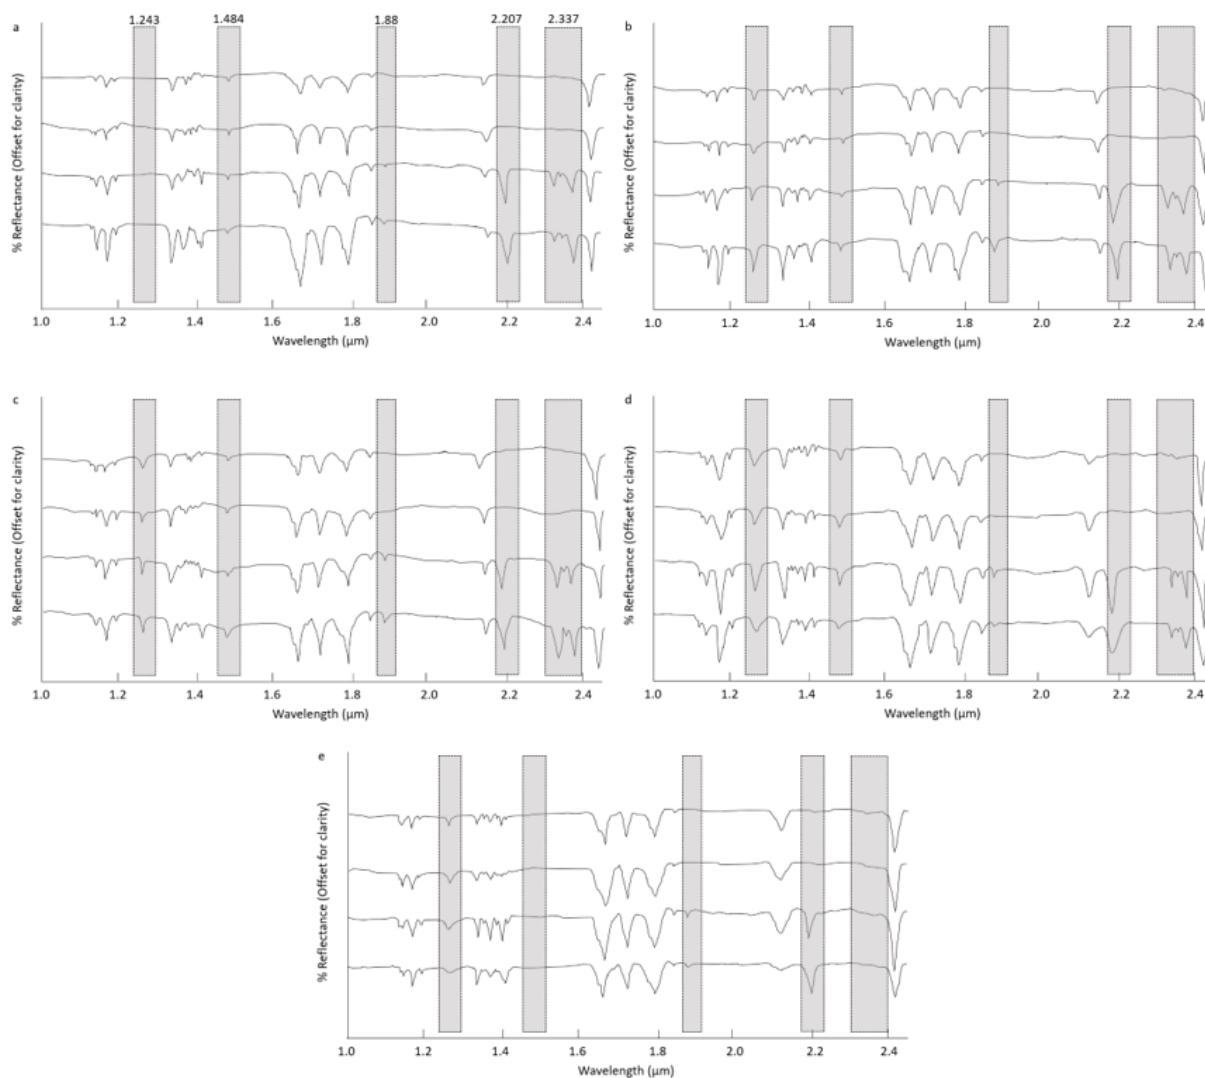 a
1.243 1.484 1.88 2.207 2.337
% Reflectance (Offset for clarity)
1.0 1.2 1.4 1.6 1.8 2.0 2.2 2.4
Wavelength (µm)
b
% Reflectance (Offset for clarity)
1.0 1.2 1.4 1.6 1.8 2.0 2.2 2.4
Wavelength (µm)
c
% Reflectance (Offset for clarity)
1.0 1.2 1.4 1.6 1.8 2.0 2.2 2.4
Wavelength (µm)
d
% Reflectance (Offset for clarity)
1.0 1.2 1.4 1.6 1.8 2.0 2.2 2.4
Wavelength (µm)
e
% Reflectance (Offset for clarity)
1.0 1.2 1.4 1.6 1.8 2.0 2.2 2.4
Wavelength (µm)